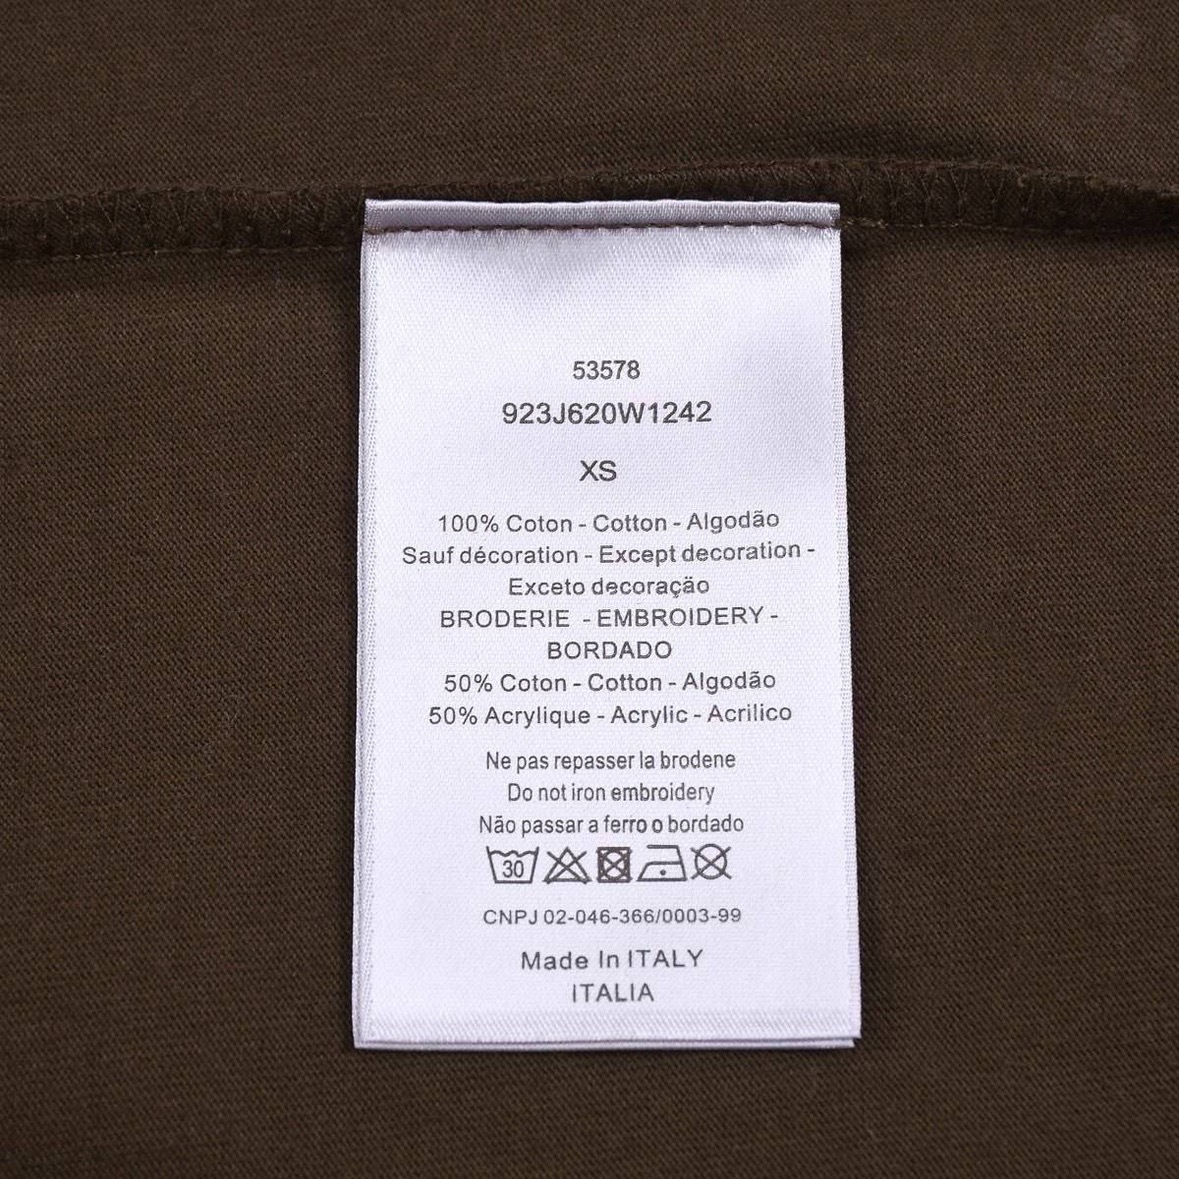 53578
923J620W1242
XS
100% Coton - Cotton - Algodão
Sauf décoration - Except decoration -
Exceto decoração
BRODERIE - EMBROIDERY -
BORDADO
50% Coton - Cotton - Algodão
50% Acrylique - Acrylic - Acrilico
Ne pas repasser la brodene
Do not iron embroidery
Não passar a ferro o bordado
30
CNPJ 02-046-366/0003-99
Made In ITALY
ITALIA